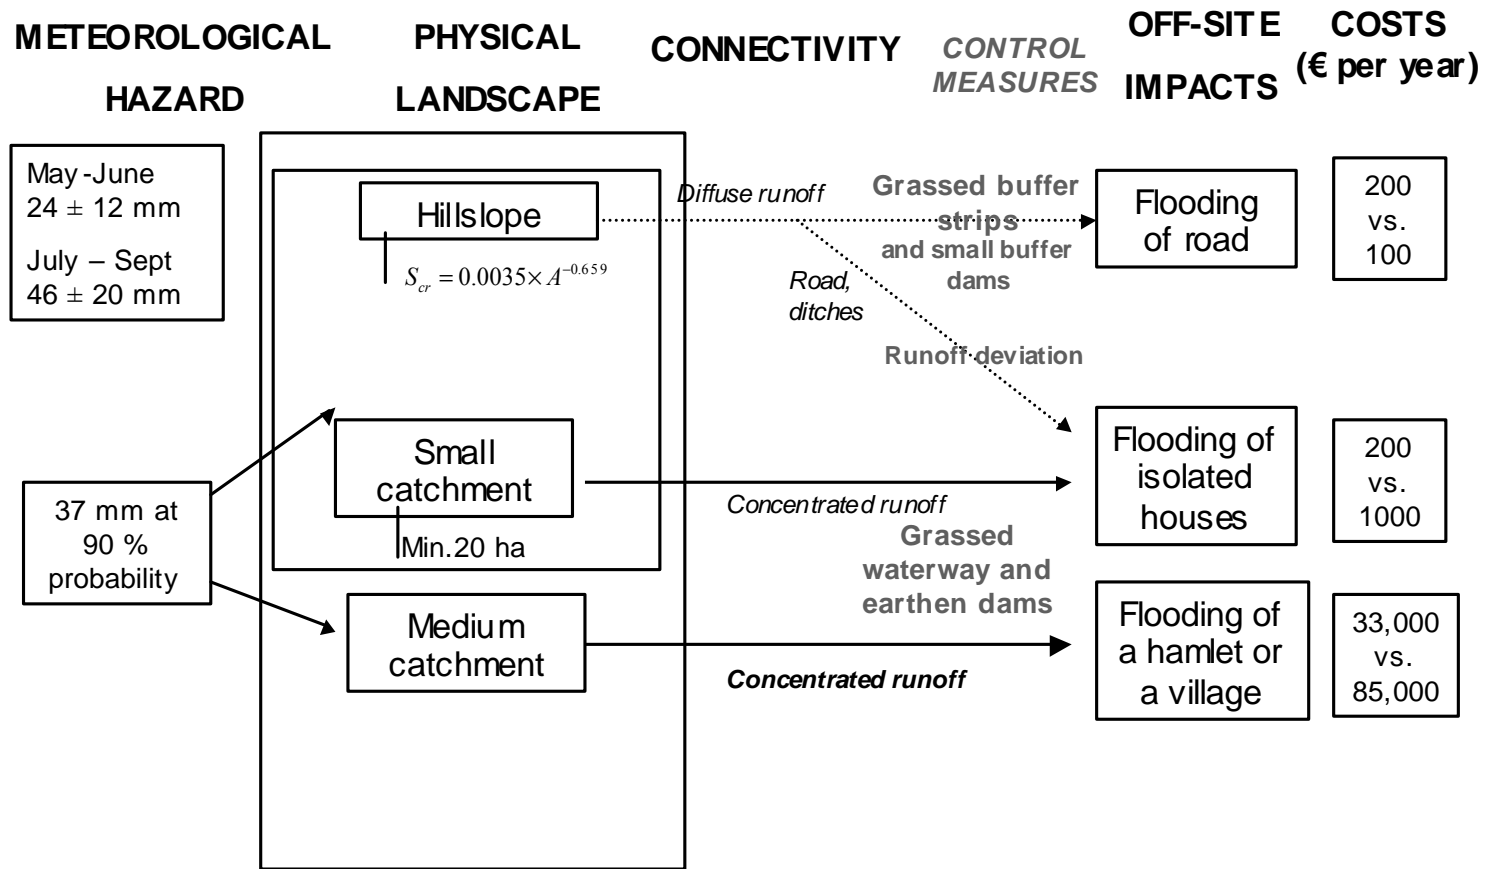 METEOROLOGICAL
HAZARD
PHYSICAL
LANDSCAPE
CONNECTIVITY
CONTROL
MEASURES
OFF-SITE
IMPACTS
COSTS
(€ per year)
May-June
24 ± 12 mm
July – Sept
46 ± 20 mm
Hillslope
S_{cr} = 0.0035 × A^{-0.659}
Diffuse runoff
Grassed buffer
strips
and small buffer
dams
Road,
ditches
Runoff deviation
Flooding
of road
200
vs.
100
37 mm at
90 %
probability
Small
catchment
Min.20 ha
Concentrated runoff
Grassed
waterway and
earthen dams
Flooding of
isolated
houses
200
vs.
1000
Medium
catchment
Concentrated runoff
Flooding of
a hamlet or
a village
33,000
vs.
85,000